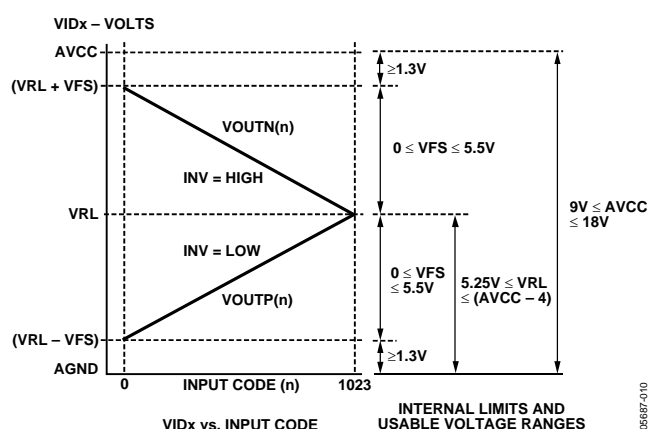 VIDx – VOLTS
AVCC
≥1.3V
(VRL + VFS)
VOUTN(n)
0 ≤ VFS ≤ 5.5V
INV = HIGH
9V ≤ AVCC
≤ 18V
VRL
INV = LOW
0 ≤ VFS
≤ 5.5V
5.25V ≤ VRL
≤ (AVCC – 4)
VOUTP(n)
(VRL – VFS)
≥1.3V
AGND
0
INPUT CODE (n)
1023
VIDx vs. INPUT CODE
INTERNAL LIMITS AND
USABLE VOLTAGE RANGES
05687-010